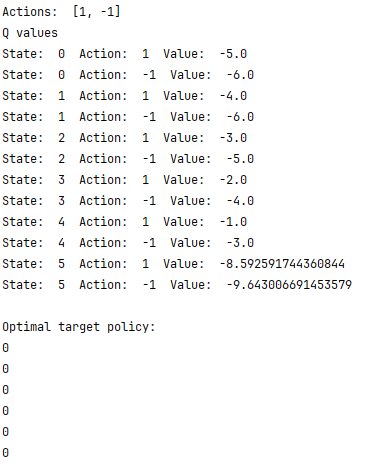 Actions:  [1, -1]
Q values
State:  0  Action:  1  Value:  -5.0
State:  0  Action:  -1  Value:  -6.0
State:  1  Action:  1  Value:  -4.0
State:  1  Action:  -1  Value:  -6.0
State:  2  Action:  1  Value:  -3.0
State:  2  Action:  -1  Value:  -5.0
State:  3  Action:  1  Value:  -2.0
State:  3  Action:  -1  Value:  -4.0
State:  4  Action:  1  Value:  -1.0
State:  4  Action:  -1  Value:  -3.0
State:  5  Action:  1  Value:  -8.592591744360844
State:  5  Action:  -1  Value:  -9.643006691453579

Optimal target policy:
0
0
0
0
0
0